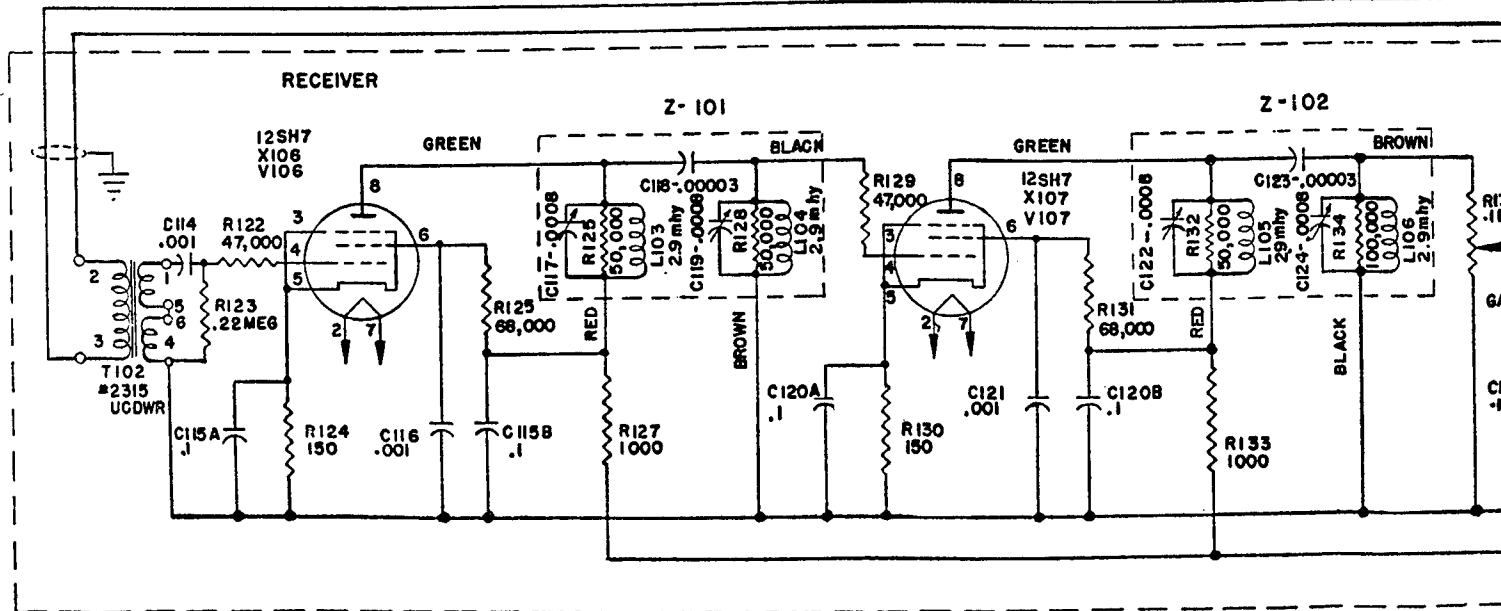 RECEIVER
Z-101
Z-102
12SH7
X106
V106
GREEN
BLACK
GREEN
BROWN
8
C118-.00003
R129
47,000
8
12SH7
X107
V107
C123-.00003
C114
.001
R122
47,000
3
4
5
6
C117-.0008
R125
50,000
L103
2.9mhy
C119-.0008
R128
50,000
L104
2.9mhy
3
4
5
6
C122-.0008
R132
50,000
L105
29mhy
C124-.0008
R134
100,000
L106
2.9mhy
2
3
1
5
6
4
R123
.22MEG
2
7
R125
68,000
RED
BROWN
2
7
R131
68,000
RED
BLACK
T102
#2315
UCDWR
C115A
.1
R124
150
C116
.001
C115B
.1
R127
1000
C120A
.1
R130
150
C121
.001
C120B
.1
R133
1000